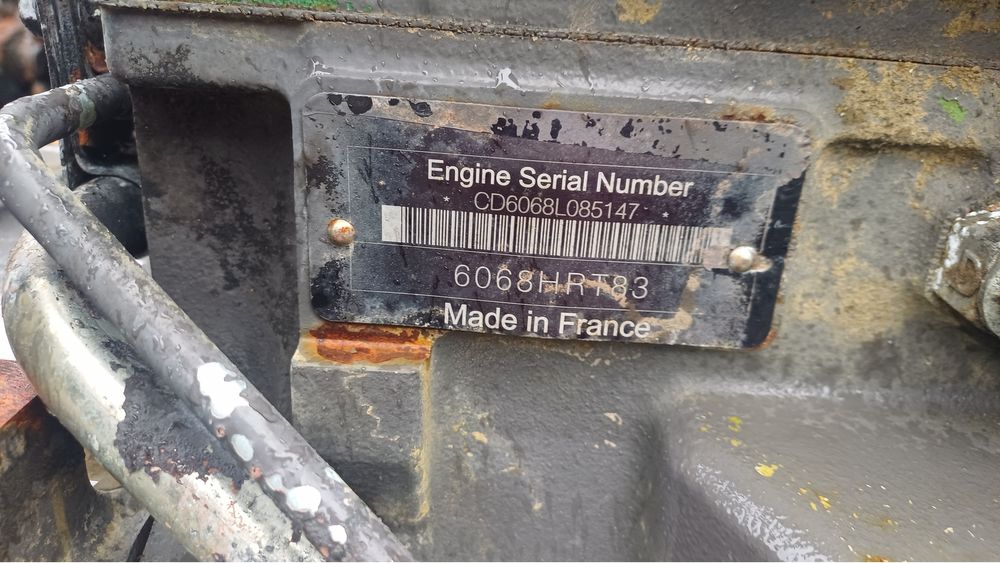 Engine Serial Number
* CD6068L085147 *
6068HRT83
Made in France